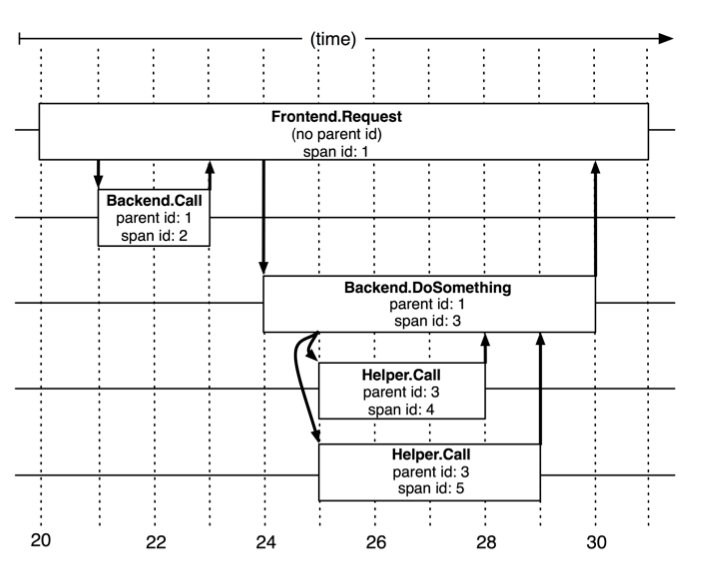 (time)
Frontend.Request
(no parent id)
span id: 1
Backend.Call
parent id: 1
span id: 2
Backend.DoSomething
parent id: 1
span id: 3
Helper.Call
parent id: 3
span id: 4
Helper.Call
parent id: 3
span id: 5
20 22 24 26 28 30